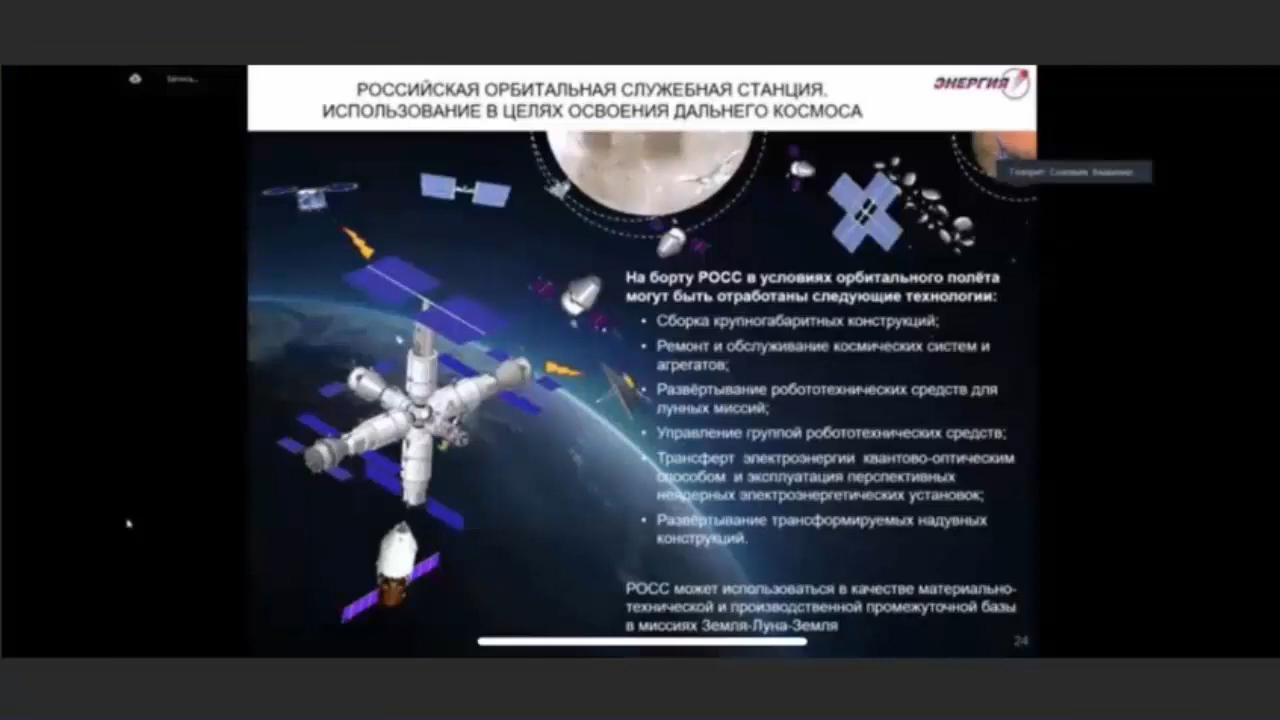 Запись...
РОССИЙСКАЯ ОРБИТАЛЬНАЯ СЛУЖЕБНАЯ СТАНЦИЯ.
ИСПОЛЬЗОВАНИЕ В ЦЕЛЯХ ОСВОЕНИЯ ДАЛЬНЕГО КОСМОСА
ЭНЕРГИЯ
Говорит:
На борту РОСС в условиях орбитального полёта
могут быть отработаны следующие технологии:
• Сборка крупногабаритных конструкций;
• Ремонт и обслуживание космических систем и
агрегатов;
• Развёртывание робототехнических средств для
лунных миссий;
• Управление группой робототехнических средств;
• Трансферт электроэнергии квантово-оптическим
способом и эксплуатация перспективных
неядерных электроэнергетических установок;
• Развёртывание трансформируемых надувных
конструкций.
РОСС может использоваться в качестве материально-
технической и производственной промежуточной базы
в миссиях Земля-Луна-Земля
24